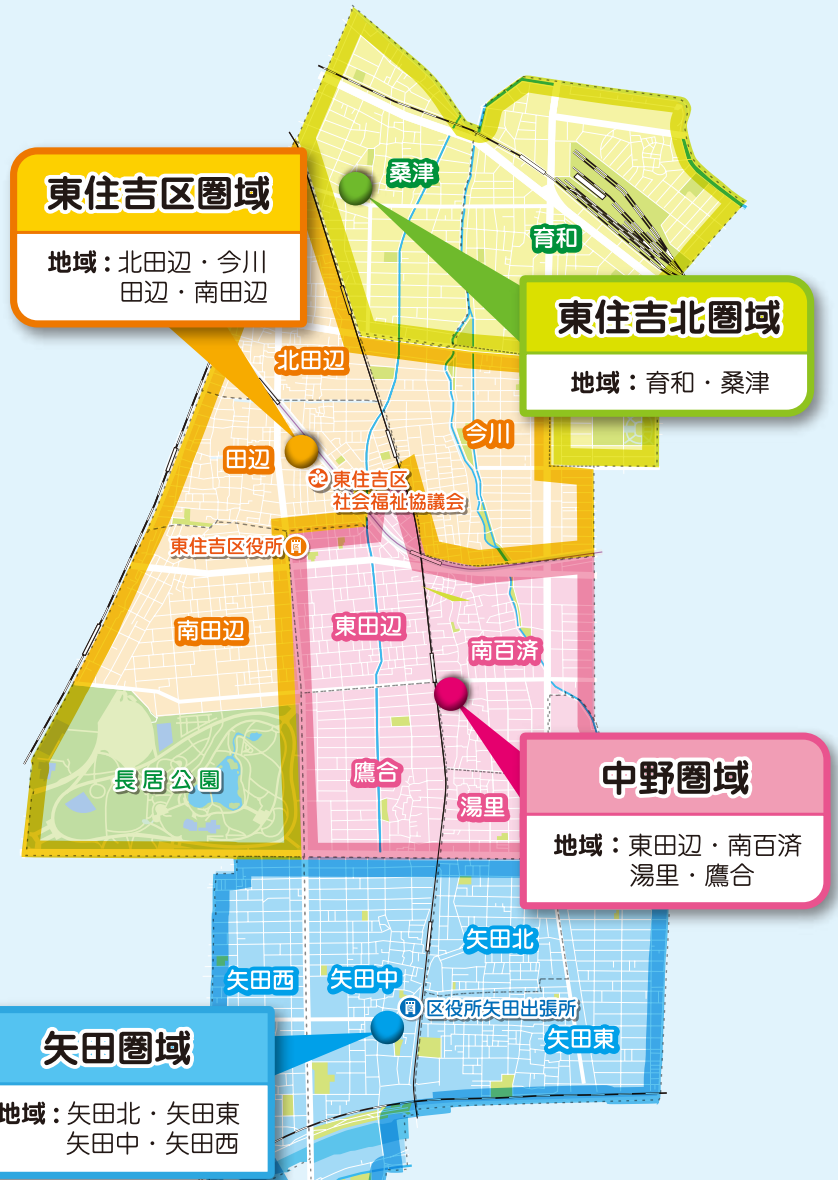 桑津
育和
東住吉区圏域
地域：北田辺・今川
田辺・南田辺
東住吉北圏域
地域：育和・桑津
北田辺
今川
田辺
東住吉区
社会福祉協議会
東住吉区役所
南田辺
東田辺
南百済
長居公園
鷹合
湯里
中野圏域
地域：東田辺・南百済
湯里・鷹合
矢田北
矢田西
矢田中
区役所矢田出張所
矢田東
矢田圏域
地域：矢田北・矢田東
矢田中・矢田西